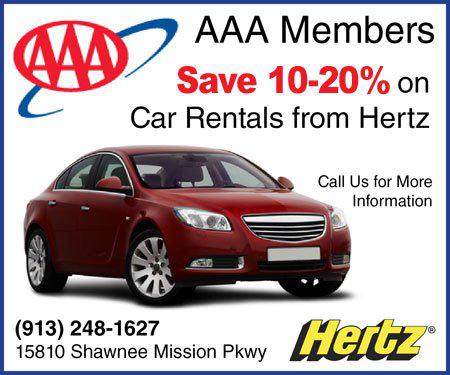 AAA
AAA Members
Save 10-20% on
Car Rentals from Hertz
Call Us for More
Information
(913) 248-1627
15810 Shawnee Mission Pkwy
Hertz®